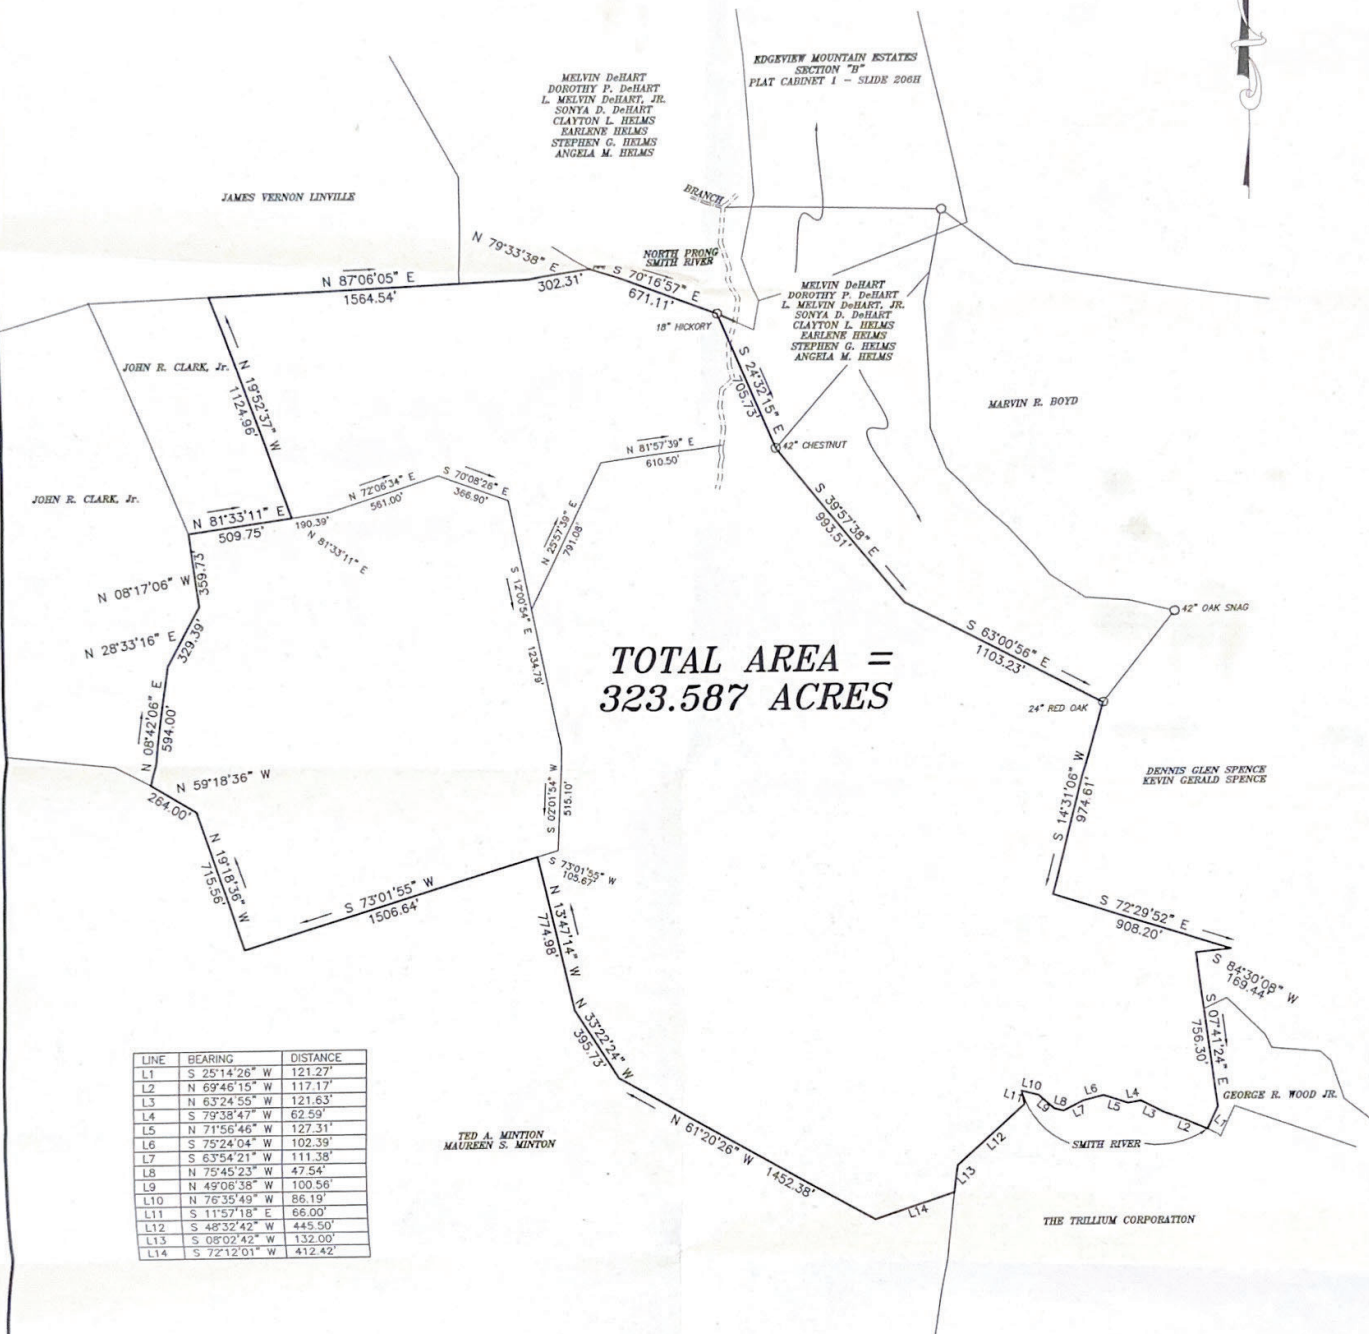 EDGEVIEW MOUNTAIN ESTATES
SECTION "B"
PLAT CABINET 1 - SLIDE 206H
MELVIN DeHART
DOROTHY P. DeHART
L. MELVIN DeHART, JR.
SONYA D. DeHART
CLAYTON L. HELMS
EARLENE HELMS
STEPHEN G. HELMS
ANGELA M. HELMS
JAMES VERNON LINVILLE
BRANCH
NORTH PRONG
SMITH RIVER
N 79°33'38" E
302.31'
N 87°06'05" E
1564.54'
S 70°16'57" E
671.11'
18" HICKORY
MELVIN DeHART
DOROTHY P. DeHART
L. MELVIN DeHART, JR.
SONYA D. DeHART
CLAYTON L. HELMS
EARLENE HELMS
STEPHEN G. HELMS
ANGELA M. HELMS
JOHN R. CLARK, Jr.
N 19°52'37" W
1124.96'
S 24°32'15" E
705.73'
MARVIN R. BOYD
42" CHESTNUT
N 81°57'39" E
610.50'
JOHN R. CLARK, Jr.
N 72°06'34" E
561.00'
S 70°08'26" E
366.90'
N 81°33'11" E
509.75'
190.39'
N 81°33'11" E
N 25°57'39" E
791.08'
S 39°57'38" E
993.51'
N 08°17'06" W
359.73'
S 12°00'54" E 1234.79'
42" OAK SNAG
N 28°33'16" E
329.39'
S 63°00'56" E
1103.23'
TOTAL AREA =
323.587 ACRES
24" RED OAK
N 08°42'06" E
594.00'
N 59°18'36" W
264.00'
DENNIS GLEN SPENCE
KEVIN GERALD SPENCE
S 14°31'06" W
974.61'
S 02°01'54" W
515.10'
N 19°18'36" W
715.56'
S 73°01'55" W
105.67'
S 73°01'55" W
1506.64'
S 72°29'52" E
908.20'
N 13°47'14" W
774.98'
S 84°30'08" W
169.44'
S 07°41'24" E
756.30'
N 33°22'24" W
395.73'
GEORGE R. WOOD JR.
L10
L11
L9
L8
L7
L6
L5
L4
L3
L2
L1
SMITH RIVER
N 61°20'26" W 1452.38'
L12
L13
L14
TED A. MINTION
MAUREEN S. MINTON
THE TRILLIUM CORPORATION
LINE BEARING DISTANCE
L1 S 25°14'26" W 121.27'
L2 N 69°46'15" W 117.17'
L3 N 63°24'55" W 121.63'
L4 S 79°38'47" W 62.59'
L5 N 71°56'46" W 127.31'
L6 S 75°24'04" W 102.39'
L7 S 63°54'21" W 111.38'
L8 N 75°45'23" W 47.54'
L9 N 49°06'38" W 100.56'
L10 N 76°35'49" W 86.19'
L11 S 11°57'18" E 66.00'
L12 S 48°32'42" W 445.50'
L13 S 08°02'42" W 132.00'
L14 S 72°12'01" W 412.42'